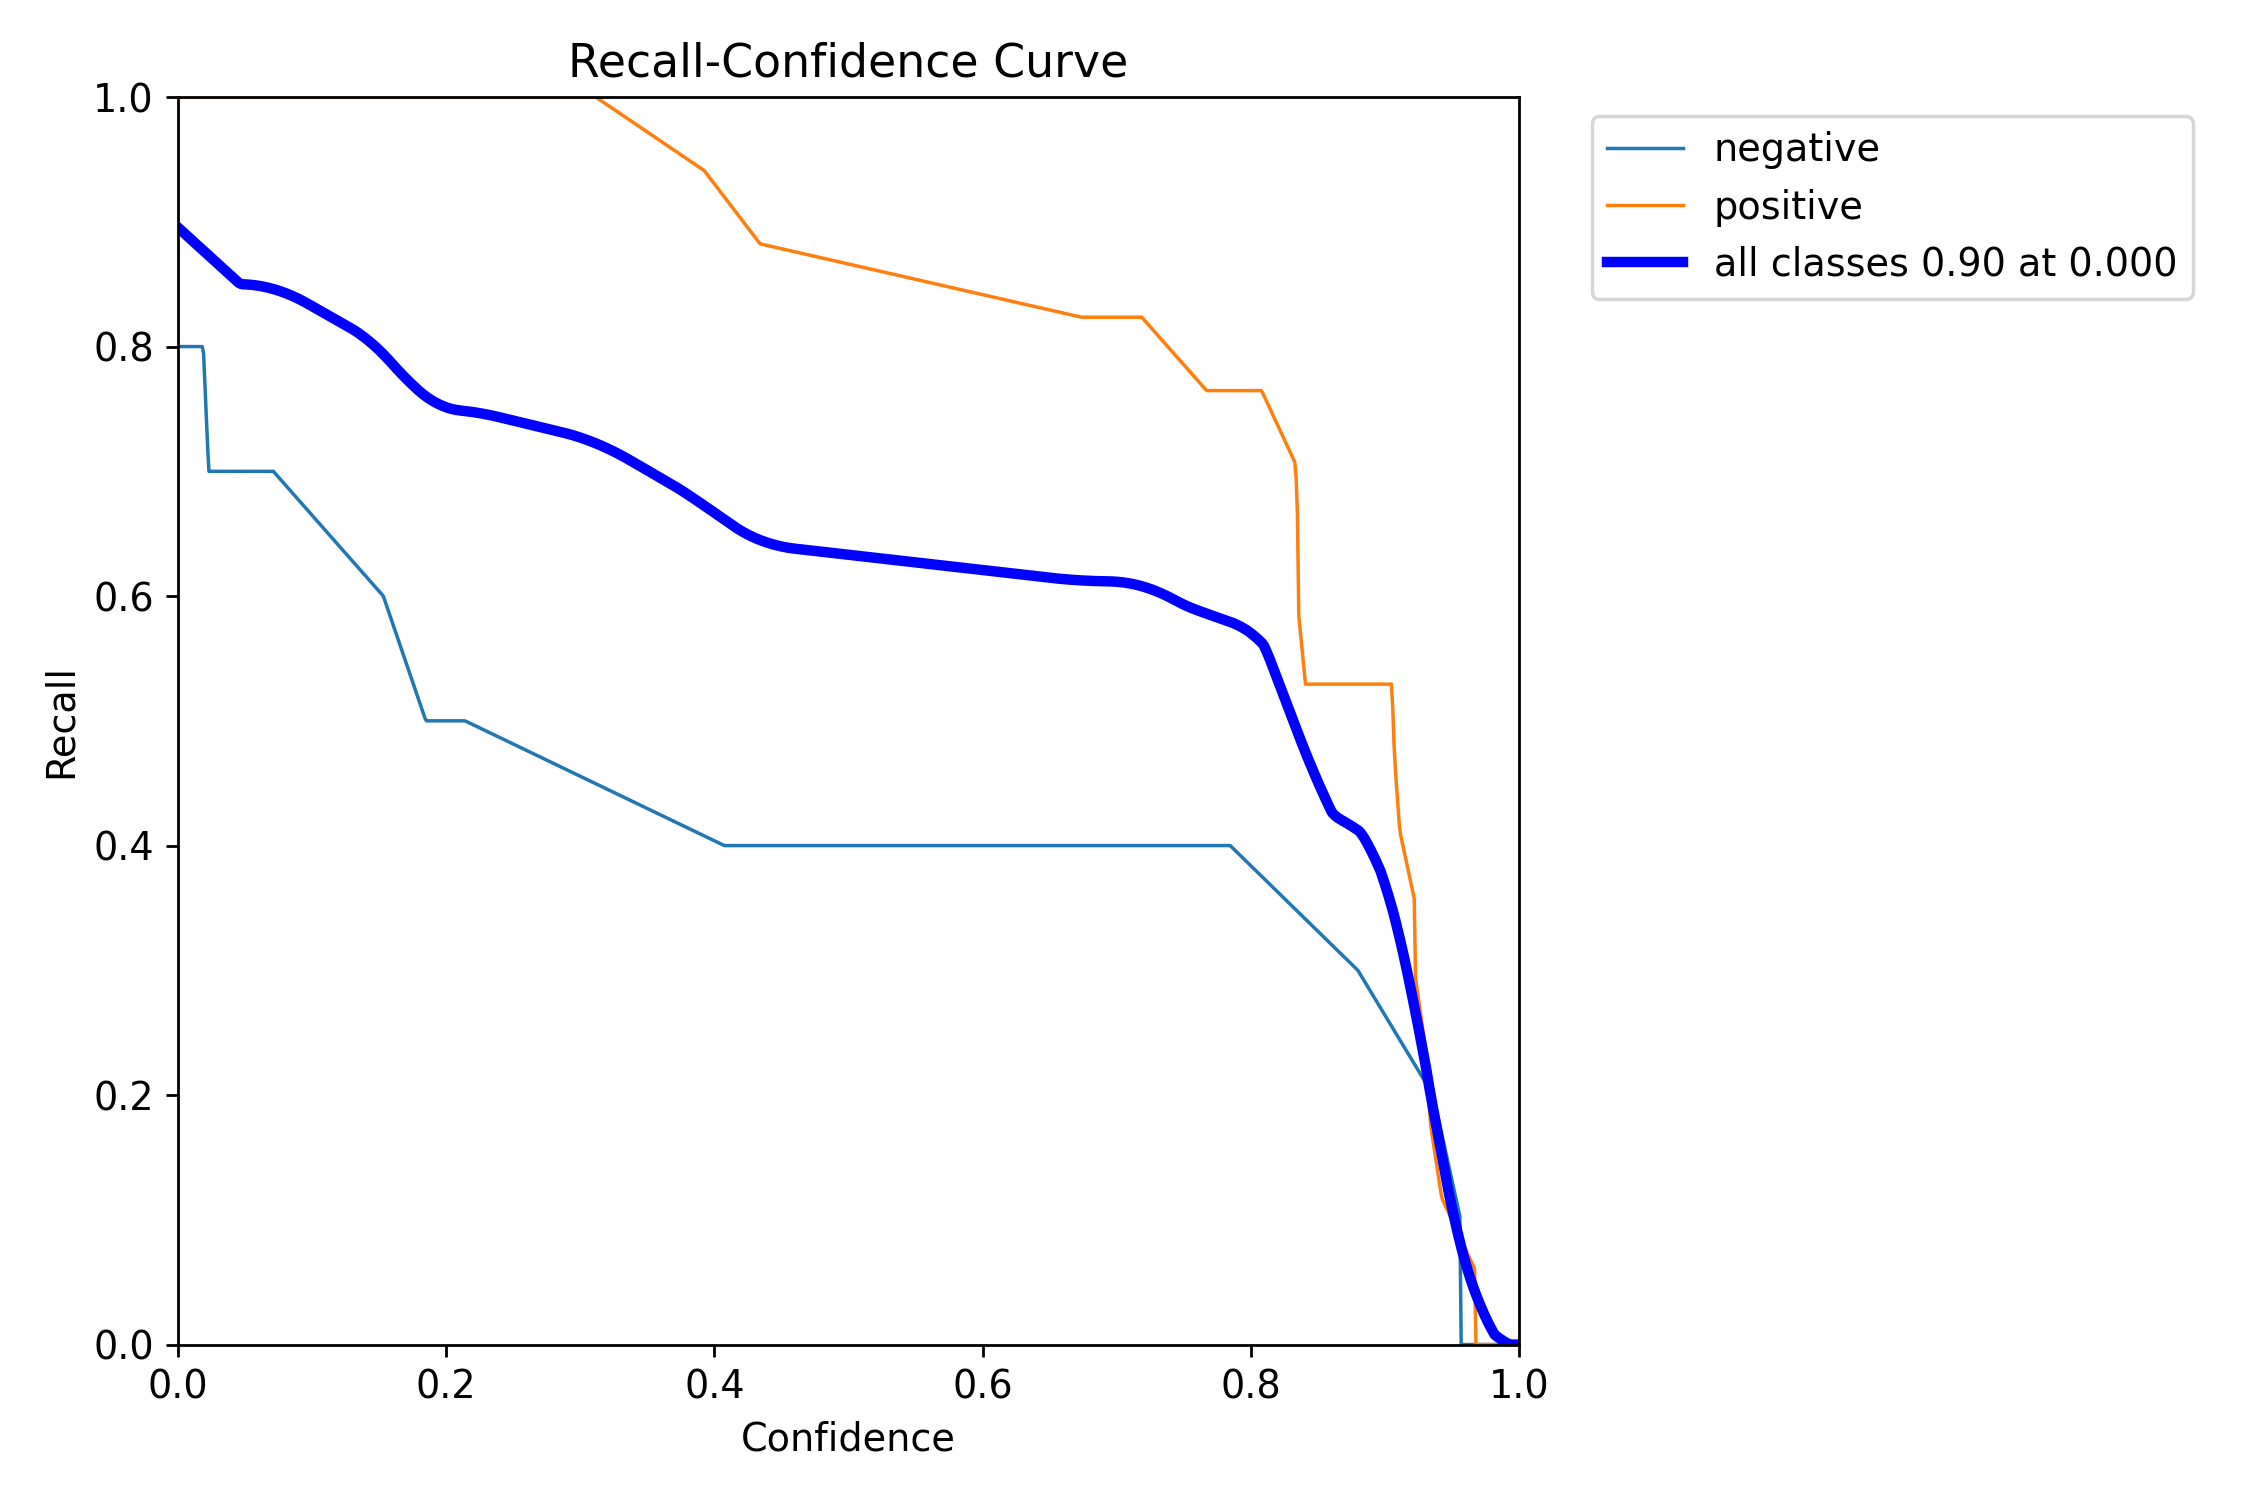 Recall-Confidence Curve
1.0
0.8
0.6
0.4
0.2
0.0
Recall
0.0 0.2 0.4 0.6 0.8 1.0
Confidence
negative
positive
all classes 0.90 at 0.000